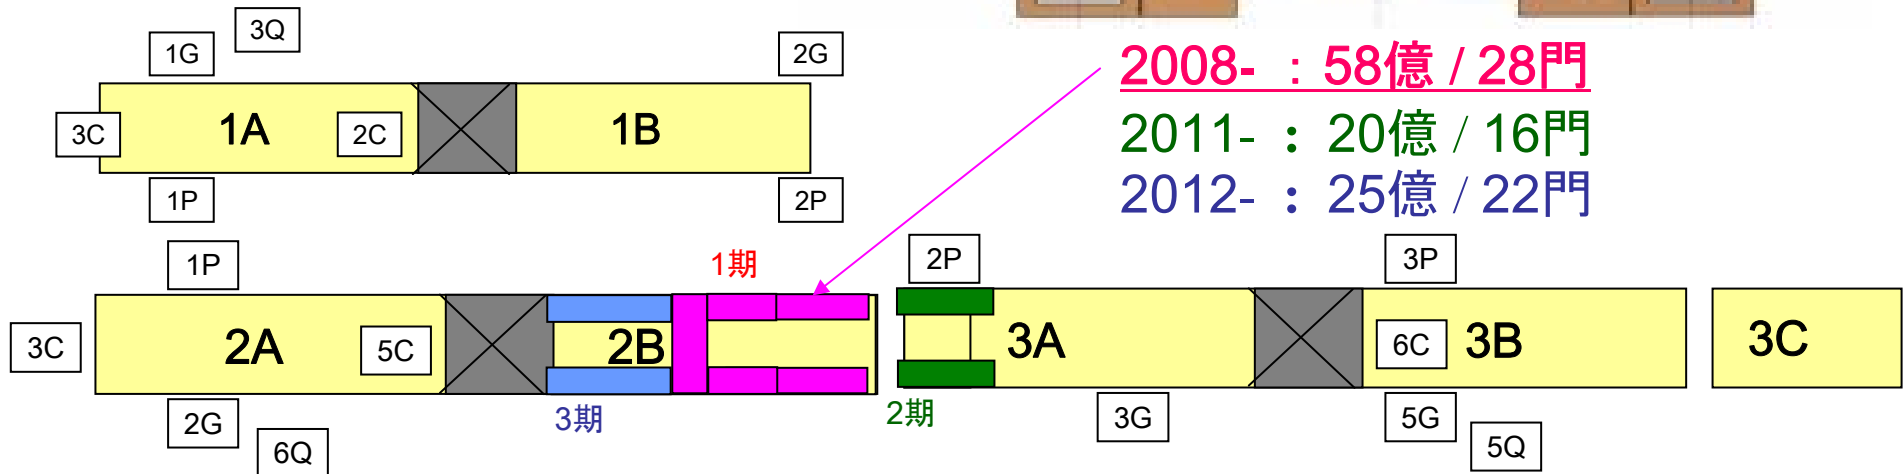 3Q
1G
2G
2008- : 58億 / 28門
3C
1A
2C
1B
2011- : 20億 / 16門
1P
2P
2012- : 25億 / 22門
1P
1期
2P
3P
3C
2A
5C
2B
3A
6C
3B
3C
2G
3期
2期
3G
5G
6Q
5Q